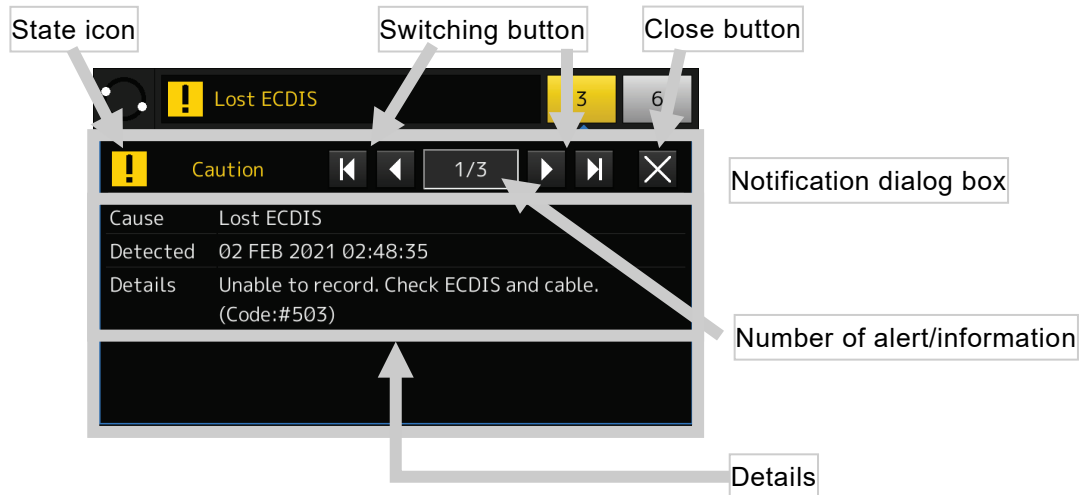 State icon
Switching button
Close button
Lost ECDIS
3
6
Caution
1/3
Notification dialog box
Cause Lost ECDIS
Detected 02 FEB 2021 02:48:35
Details Unable to record. Check ECDIS and cable.
(Code:#503)
Number of alert/information
Details